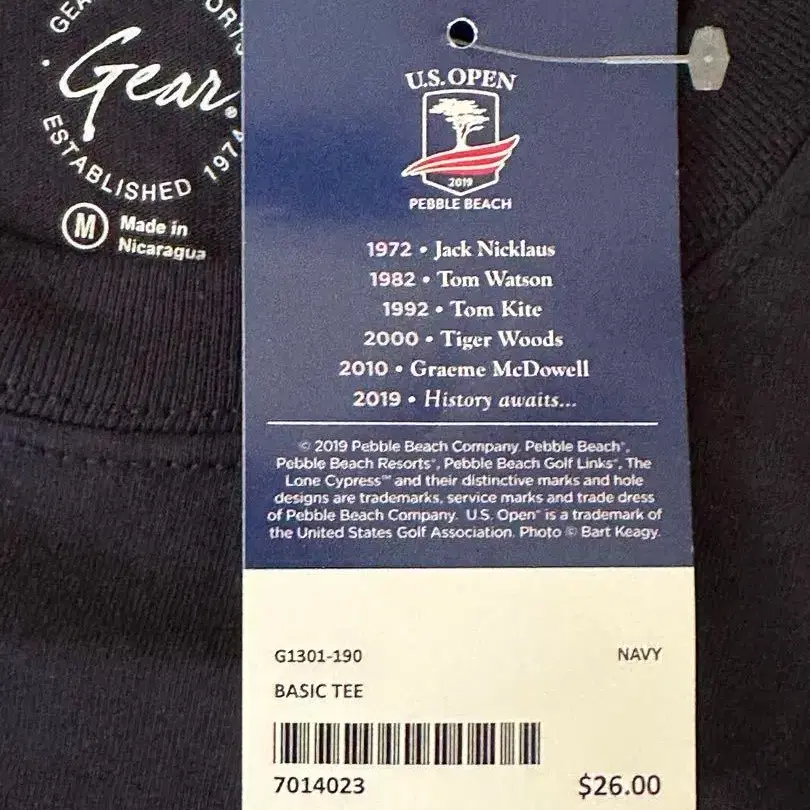 Gear
ESTABLISHED 1974
M
Made in
Nicaragua
U.S. OPEN
2019
PEBBLE BEACH
1972 • Jack Nicklaus
1982 • Tom Watson
1992 • Tom Kite
2000 • Tiger Woods
2010 • Graeme McDowell
2019 • History awaits...
© 2019 Pebble Beach Company. Pebble Beach®,
Pebble Beach Resorts®, Pebble Beach Golf Links®, The
Lone Cypress℠ and their distinctive marks and hole
designs are trademarks, service marks and trade dress
of Pebble Beach Company. U.S. Open® is a trademark of
the United States Golf Association. Photo © Bart Keagy.
G1301-190 NAVY
BASIC TEE
7014023 $26.00